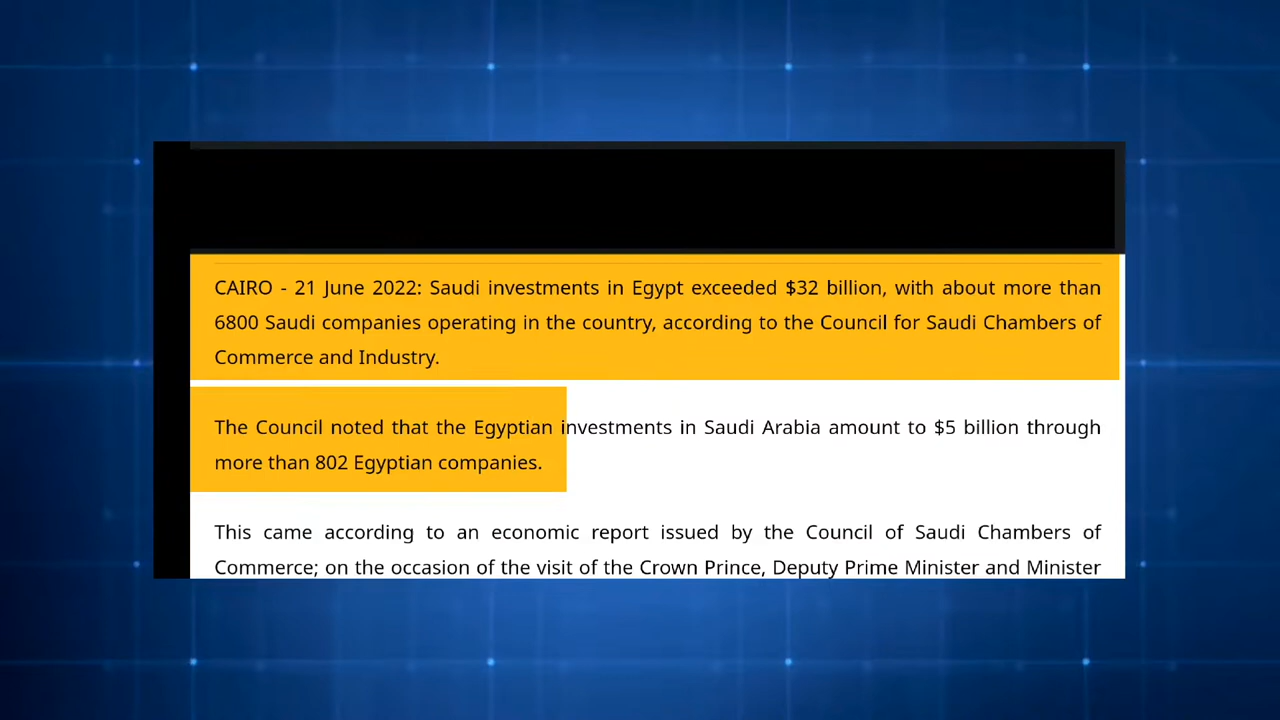 CAIRO - 21 June 2022: Saudi investments in Egypt exceeded $32 billion, with about more than
6800 Saudi companies operating in the country, according to the Council for Saudi Chambers of
Commerce and Industry.
The Council noted that the Egyptian investments in Saudi Arabia amount to $5 billion through
more than 802 Egyptian companies.
This came according to an economic report issued by the Council of Saudi Chambers of
Commerce; on the occasion of the visit of the Crown Prince, Deputy Prime Minister and Minister